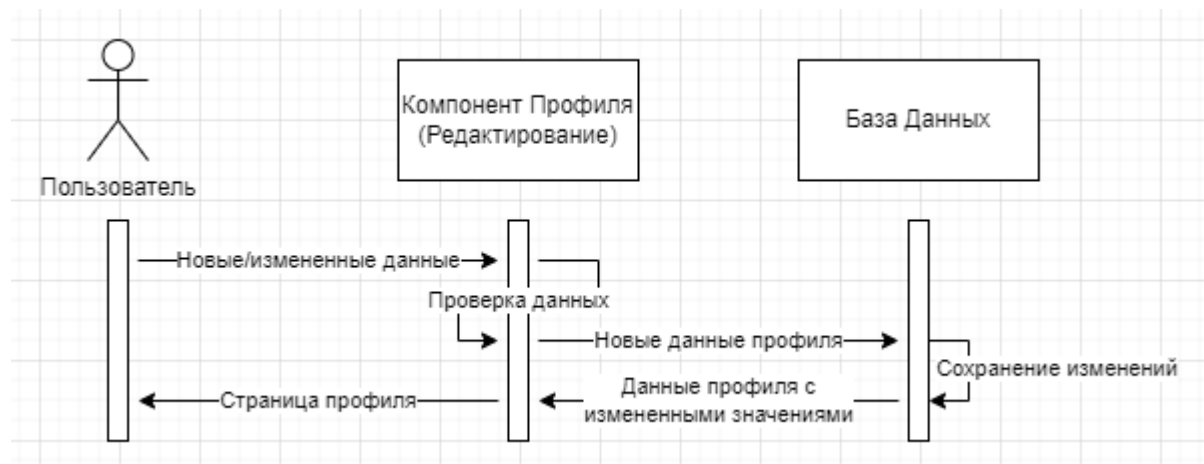 Компонент Профиля
(Редактирование)
База Данных
Пользователь
Новые/измененные данные
Проверка данных
Новые данные профиля
Сохранение изменений
Данные профиля с
измененными значениями
Страница профиля